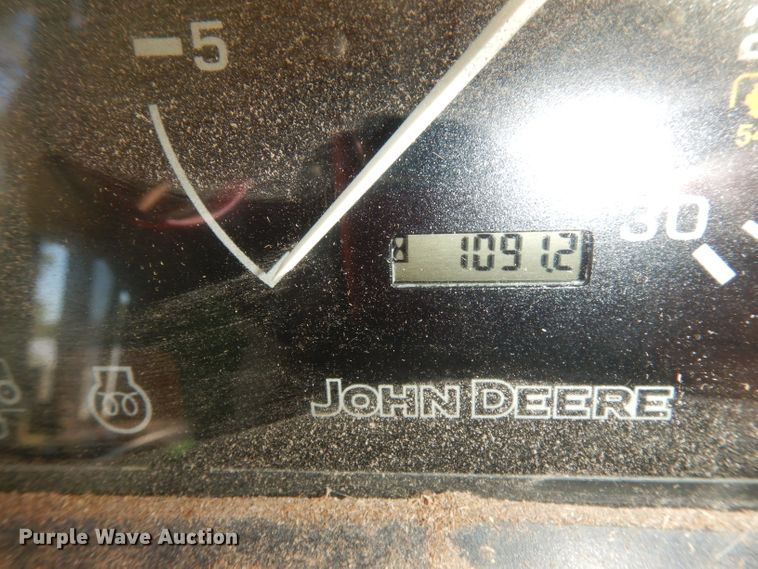 5
30
1091.2
JOHN DEERE
Purple Wave Auction